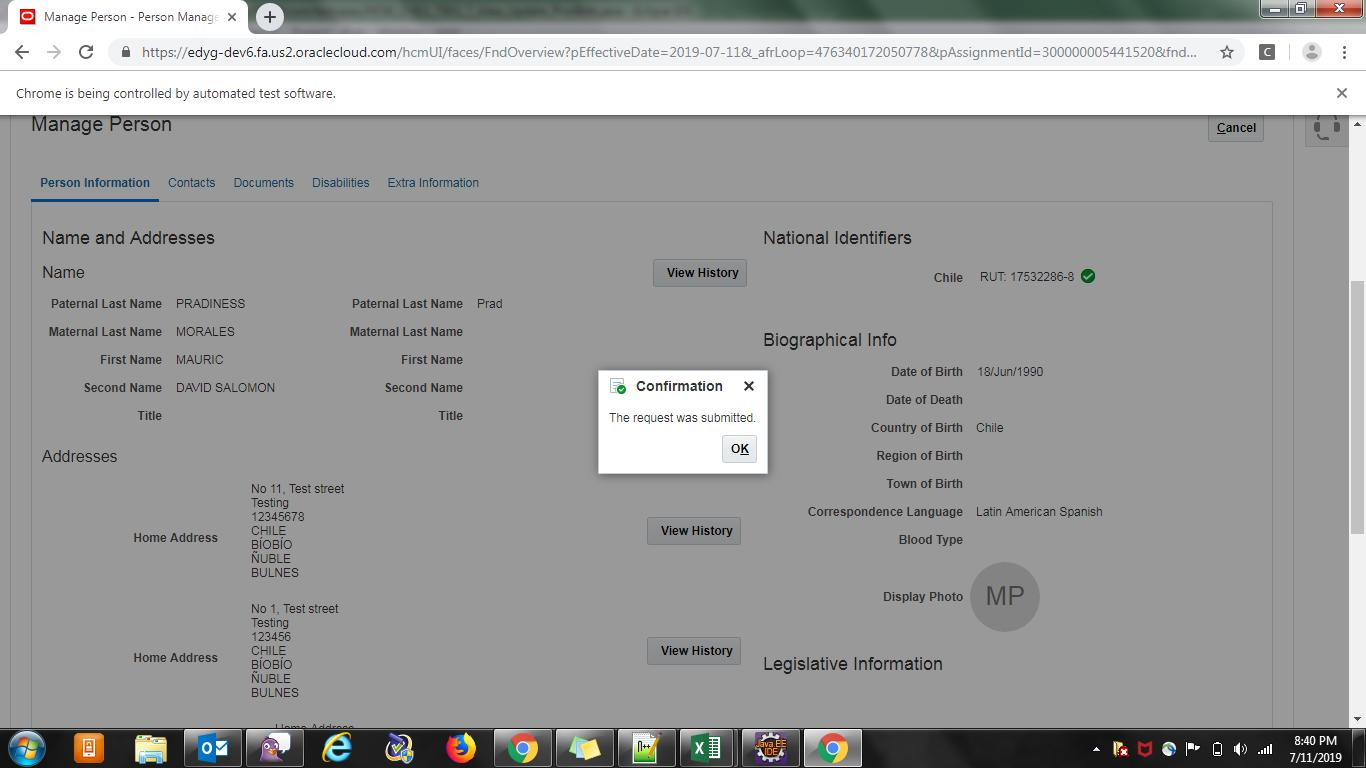 Manage Person - Person Manage
https://edyg-dev6.fa.us2.oraclecloud.com/hcmUI/faces/FndOverview?pEffectiveDate=2019-07-11&_afrLoop=476340172050778&pAssignmentId=300000005441520&fnd...
C
Chrome is being controlled by automated test software.
Manage Person
Cancel
Person Information Contacts Documents Disabilities Extra Information
Name and Addresses
Name
View History
Paternal Last Name PRADINESS Paternal Last Name Prad
Maternal Last Name MORALES Maternal Last Name
First Name MAURIC First Name
Second Name DAVID SALOMON Second Name
Title Title
Addresses
Home Address
No 11, Test street
Testing
12345678
CHILE
BÍOBÍO
ÑUBLE
BULNES
View History
Home Address
No 1, Test street
Testing
123456
CHILE
BÍOBÍO
ÑUBLE
BULNES
View History
Home Address
Confirmation
The request was submitted.
OK
National Identifiers
Chile RUT: 17532286-8
Biographical Info
Date of Birth 18/Jun/1990
Date of Death
Country of Birth Chile
Region of Birth
Town of Birth
Correspondence Language Latin American Spanish
Blood Type
Display Photo MP
Legislative Information
Java EE
IDE
8:40 PM
7/11/2019